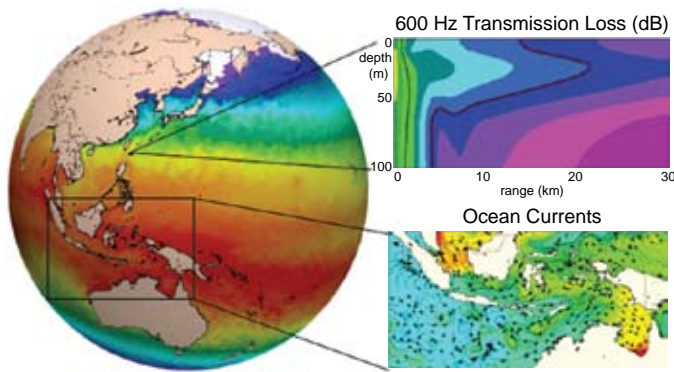 600 Hz Transmission Loss (dB)
0
depth
(m)
50
100
0 10 20 30
range (km)
Ocean Currents